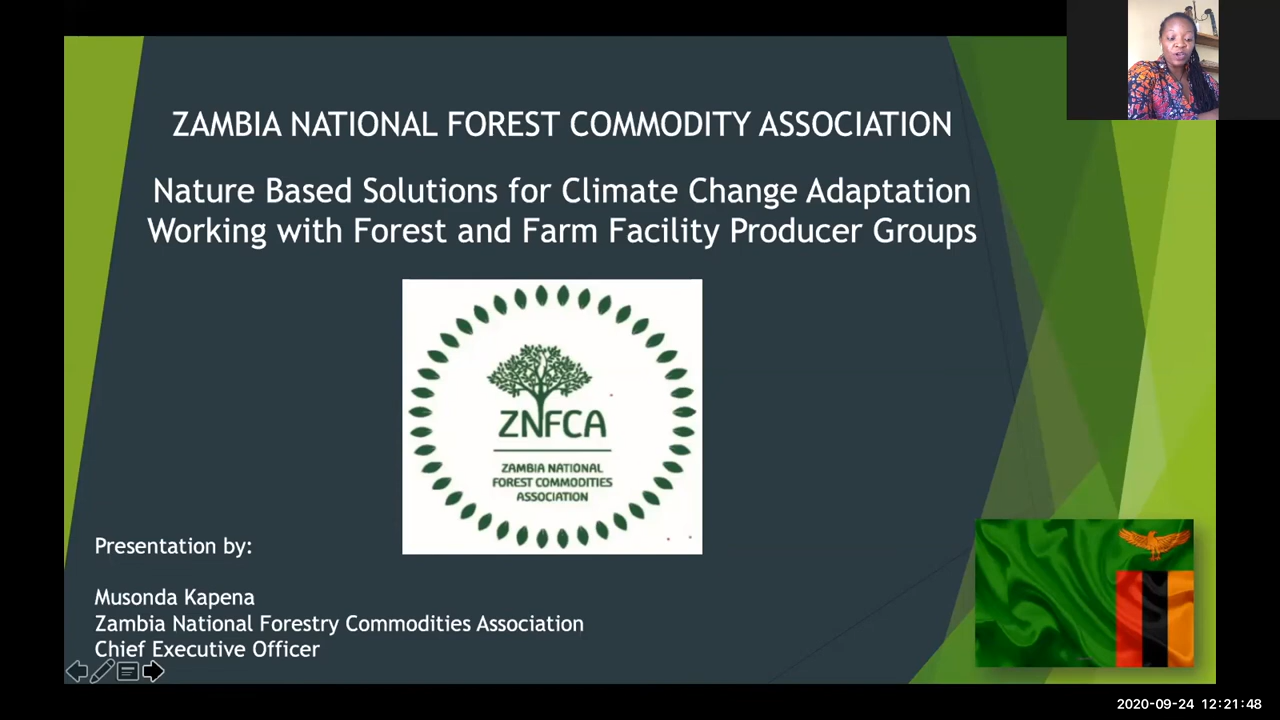 ZAMBIA NATIONAL FOREST COMMODITY ASSOCIATION
Nature Based Solutions for Climate Change Adaptation
Working with Forest and Farm Facility Producer Groups
ZNFCA
ZAMBIA NATIONAL
FOREST COMMODITIES
ASSOCIATION
Presentation by:
Musonda Kapena
Zambia National Forestry Commodities Association
Chief Executive Officer
2020-09-24 12:21:48